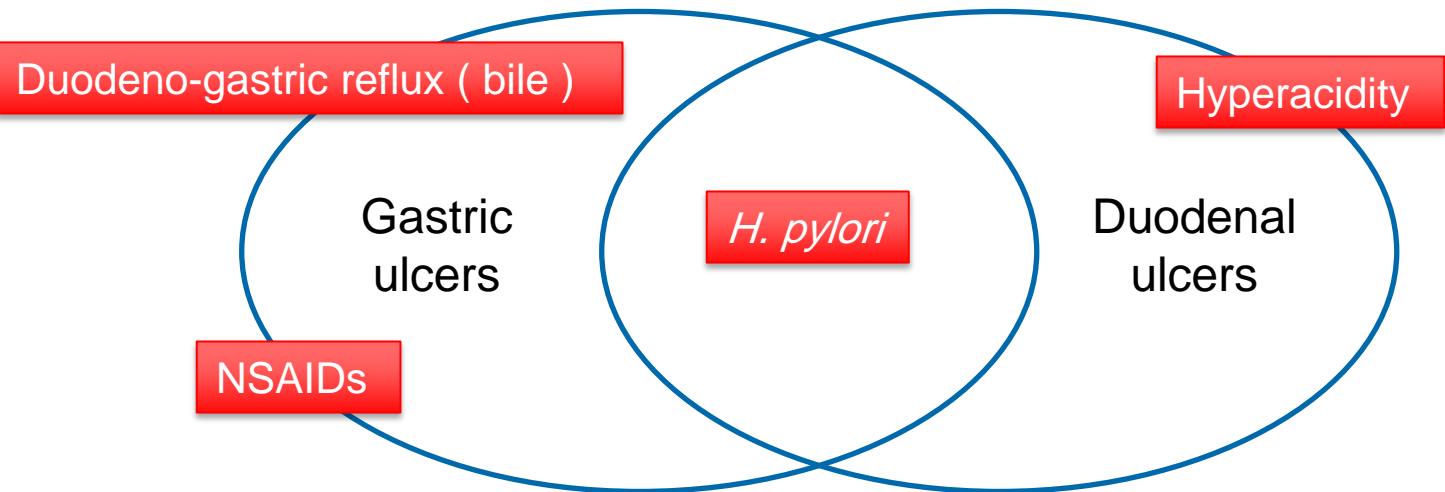 Duodeno-gastric reflux ( bile )
Hyperacidity
Gastric
ulcers
H. pylori
Duodenal
ulcers
NSAIDs